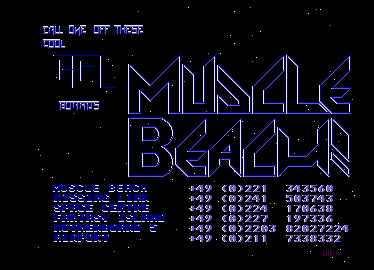 CALL ONE OFF THESE
COOL
HCL
BOARDS
MUSCLE
BEACH
MUSCLE BEACH +49 (0)221 343560
MISSING LINK +49 (0)241 503743
SPACE CENTRE +49 (0)224 170638
FANTASY ISLAND +49 (0)227 197336
MOTHERBOARD 5 +49 (0)2203 82027224
AIRPORT +49 (0)211 7338332